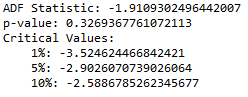 ADF Statistic: -1.9109302496442007
p-value: 0.3269367761072113
Critical Values:
1%: -3.524624466842421
5%: -2.9026070739026064
10%: -2.5886785262345677